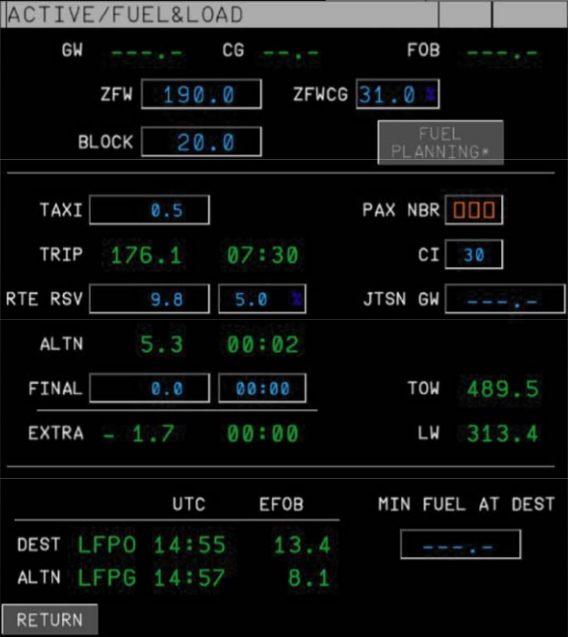 ACTIVE/FUEL&LOAD
GW ---.- CG --.- FOB ---.-
ZFW 190.0 ZFWCG 31.0 %
BLOCK 20.0 FUEL
PLANNING*
TAXI 0.5 PAX NBR ▯▯▯
TRIP 176.1 07:30 CI 30
RTE RSV 9.8 5.0 % JTSN GW ---.-
ALTN 5.3 00:02
FINAL 0.0 00:00 TOW 489.5
EXTRA - 1.7 00:00 LW 313.4
UTC EFOB MIN FUEL AT DEST
DEST LFPO 14:55 13.4 ---.-
ALTN LFPG 14:57 8.1
RETURN